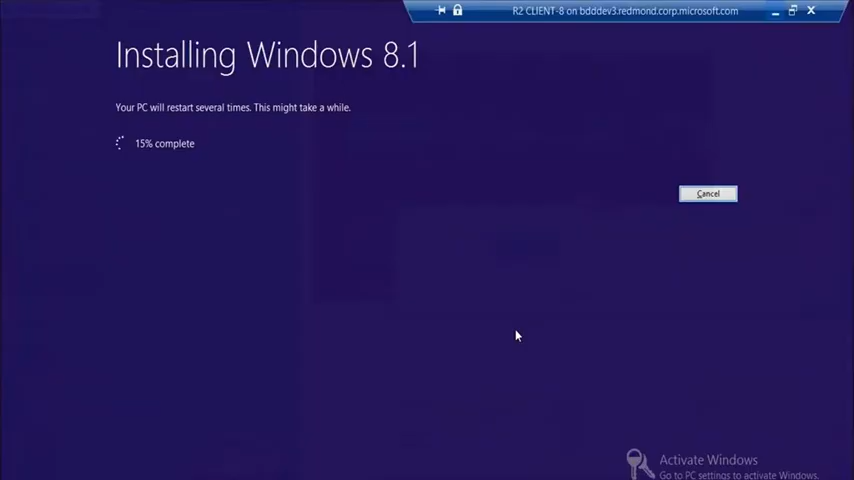 R2 CLIENT-8 on bdddev3.redmond.corp.microsoft.com
Installing Windows 8.1
Your PC will restart several times. This might take a while.
15% complete
Cancel
Activate Windows
Go to PC settings to activate Windows.